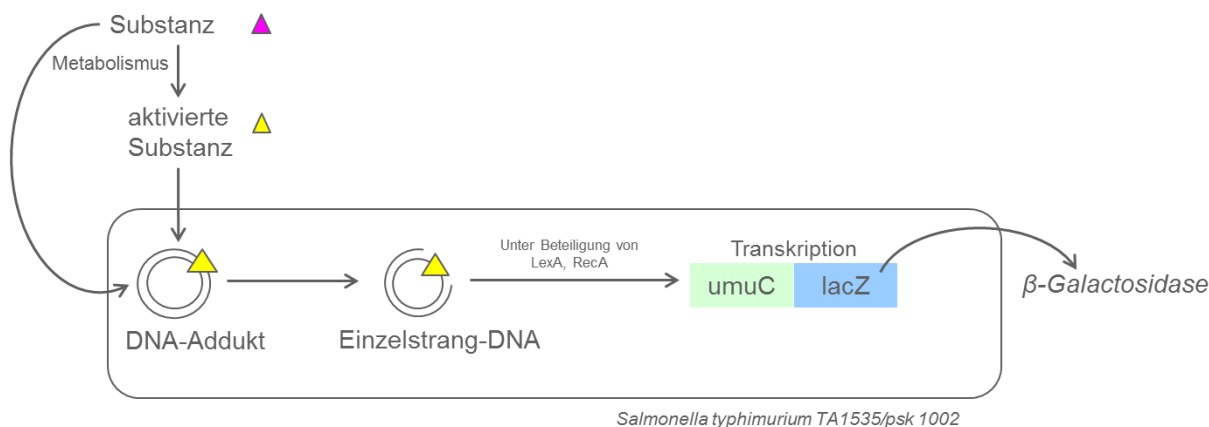 Substanz
Metabolismus
aktivierte
Substanz
Unter Beteiligung von
LexA, RecA
Transkription
umuC lacZ
β-Galactosidase
DNA-Addukt
Einzelstrang-DNA
Salmonella typhimurium TA1535/psk 1002